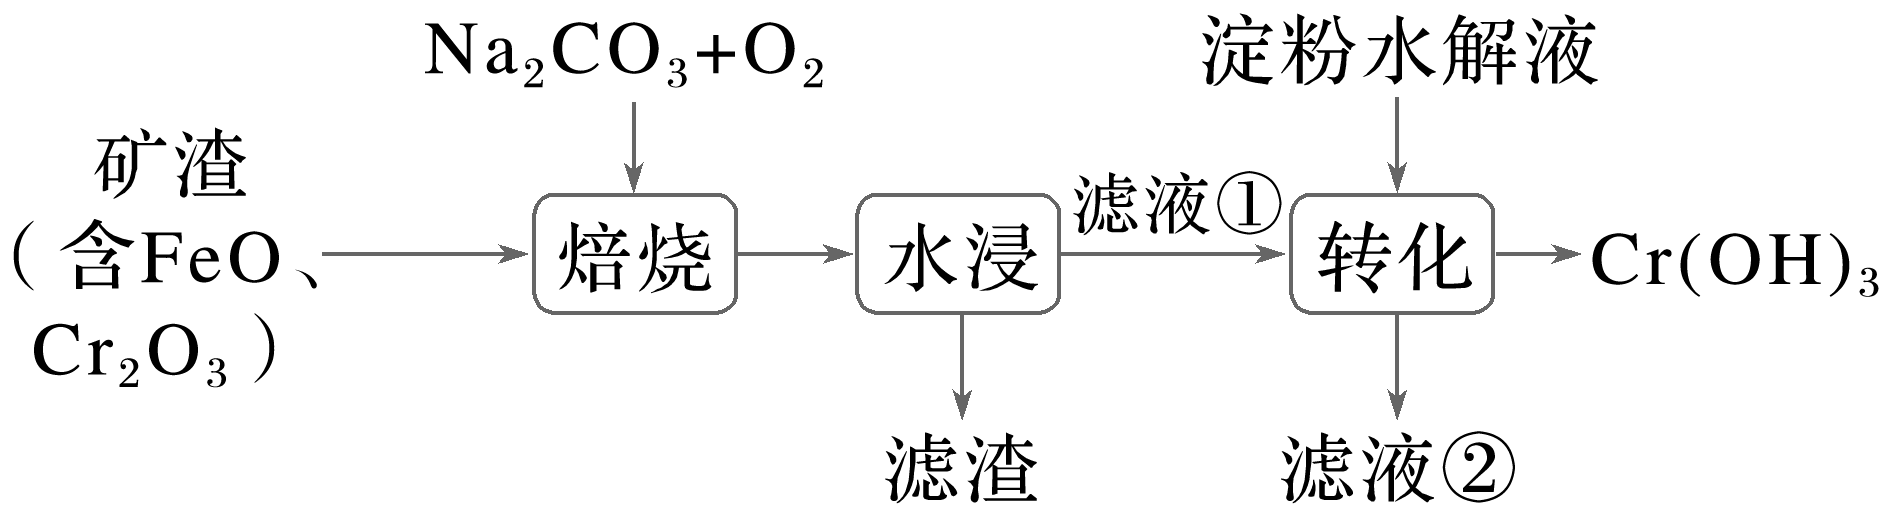 Na₂CO₃+O₂
淀粉水解液
矿渣
（含FeO、
Cr₂O₃）
焙烧
水浸
滤液①
转化
Cr(OH)₃
滤渣
滤液②